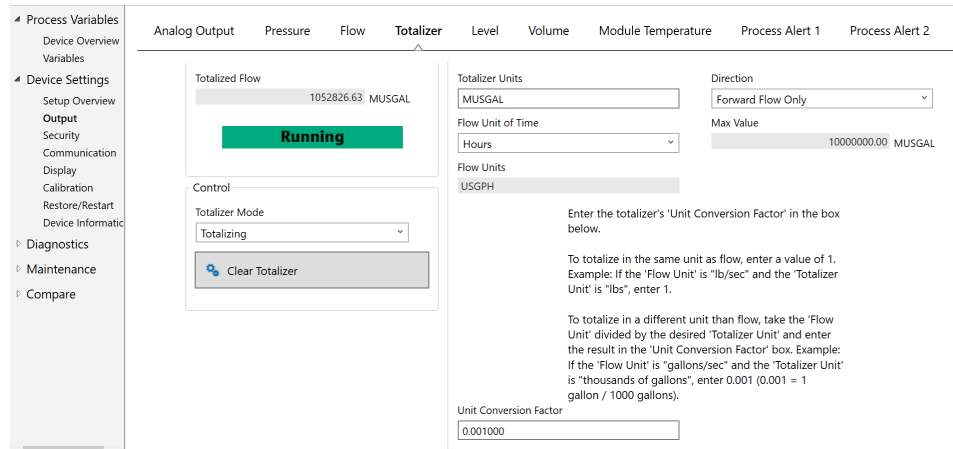 Process Variables
Device Overview
Variables
Device Settings
Setup Overview
Output
Security
Communication
Display
Calibration
Restore/Restart
Device Informatic
Diagnostics
Maintenance
Compare
Analog Output Pressure Flow Totalizer Level Volume Module Temperature Process Alert 1 Process Alert 2
Totalized Flow
1052826.63 MUSGAL
Running
Control
Totalizer Mode
Totalizing
Clear Totalizer
Totalizer Units
MUSGAL
Flow Unit of Time
Hours
Flow Units
USGPH
Direction
Forward Flow Only
Max Value
10000000.00 MUSGAL
Enter the totalizer's 'Unit Conversion Factor' in the box
below.
To totalize in the same unit as flow, enter a value of 1.
Example: If the 'Flow Unit' is "lb/sec" and the 'Totalizer
Unit' is "lbs", enter 1.
To totalize in a different unit than flow, take the 'Flow
Unit' divided by the desired 'Totalizer Unit' and enter
the result in the 'Unit Conversion Factor' box. Example:
If the 'Flow Unit' is "gallons/sec" and the 'Totalizer Unit'
is "thousands of gallons", enter 0.001 (0.001 = 1
gallon / 1000 gallons).
Unit Conversion Factor
0.001000